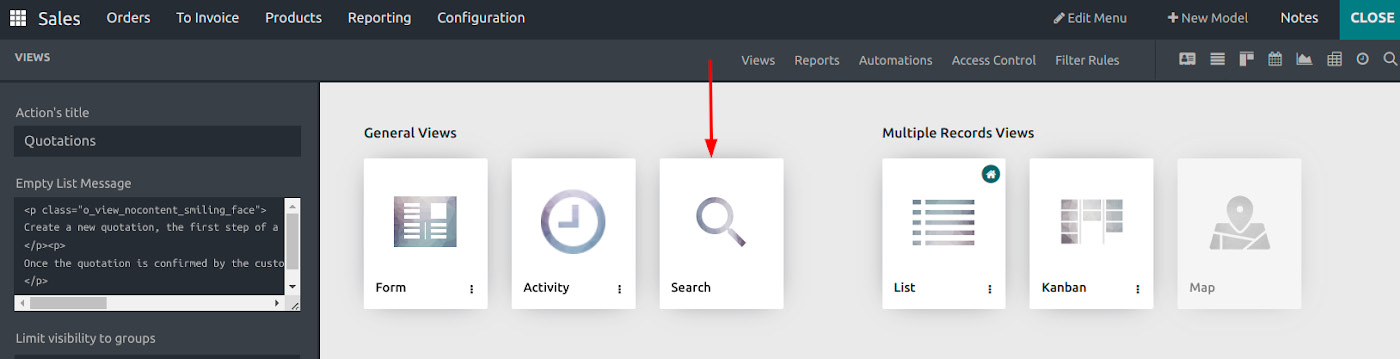 Sales Orders To Invoice Products Reporting Configuration Edit Menu New Model Notes CLOSE
VIEWS Views Reports Automations Access Control Filter Rules
Action's title
Quotations
Empty List Message
<p class="o_view_nocontent_smiling_face">
Create a new quotation, the first step of a
</p><p>
Once the quotation is confirmed by the custo
</p>
Limit visibility to groups
General Views
Form
Activity
Search
Multiple Records Views
List
Kanban
Map